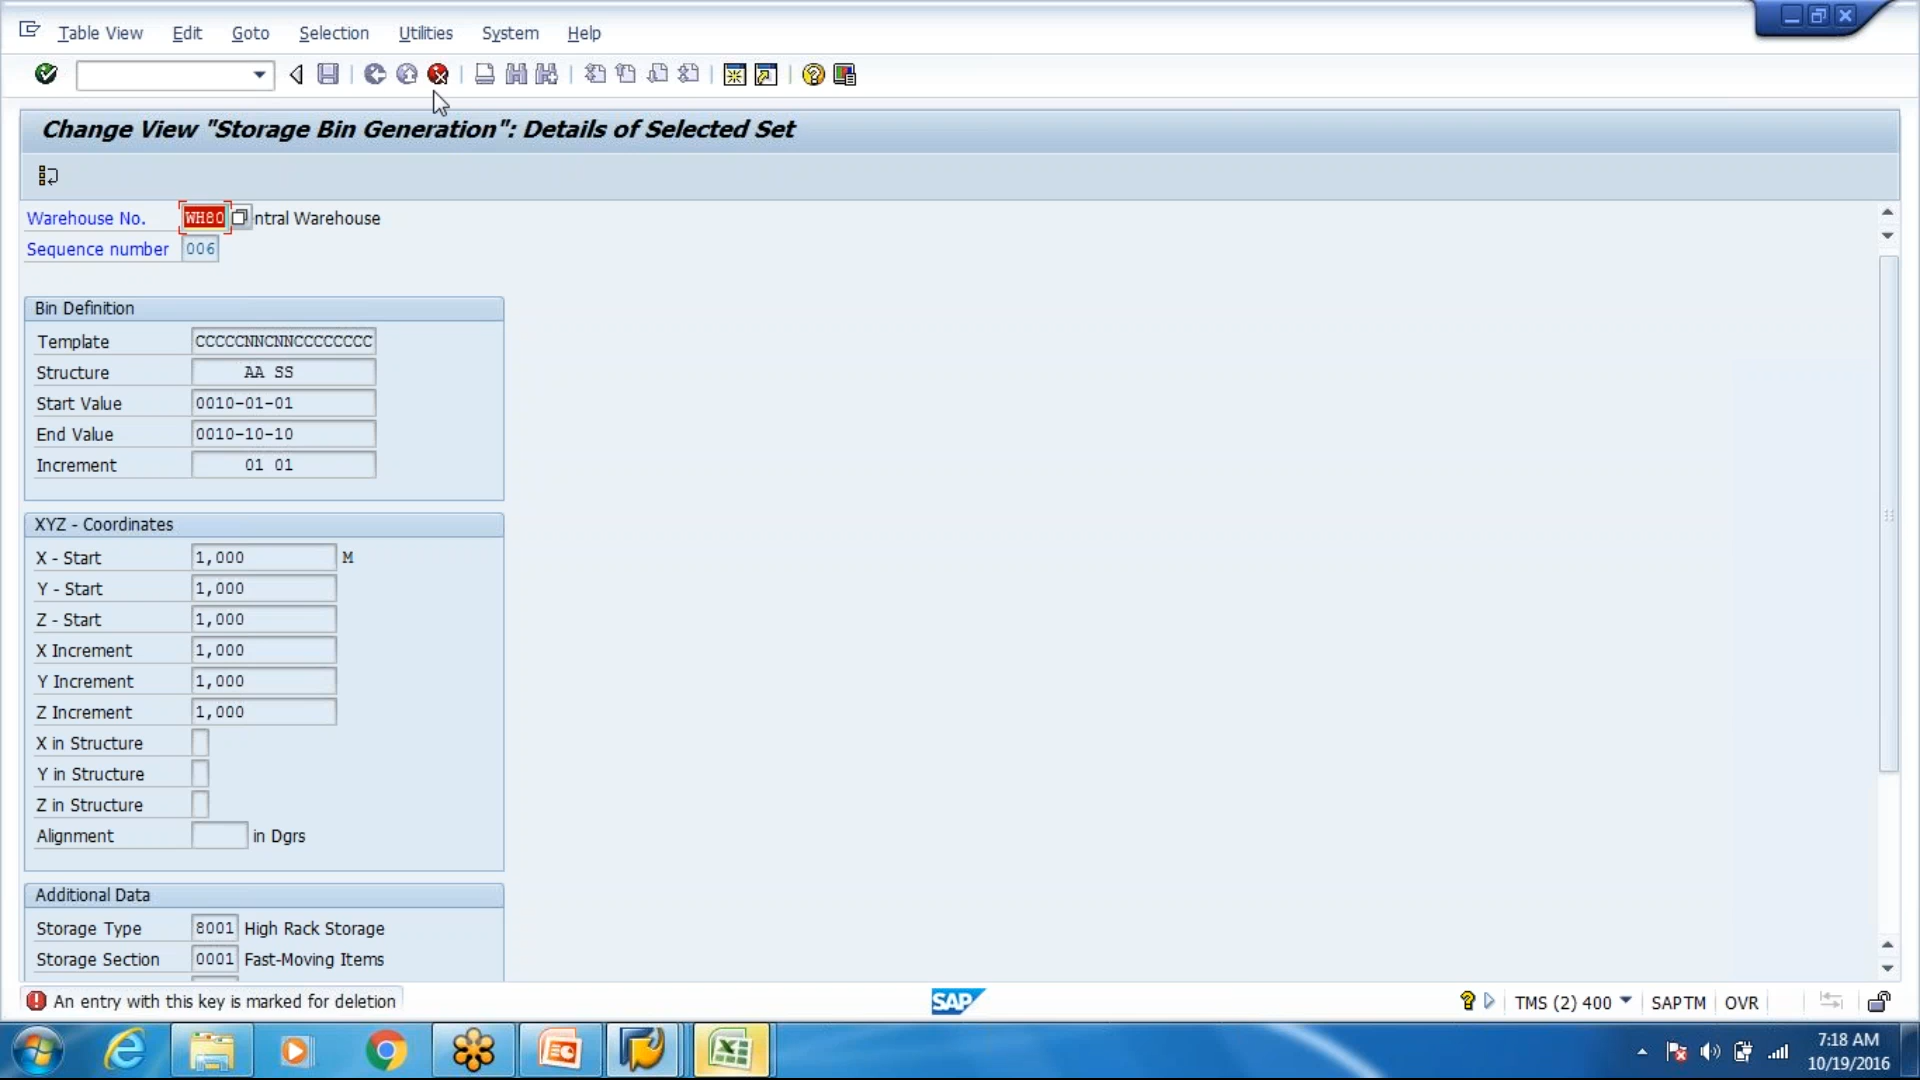 Table View Edit Goto Selection Utilities System Help
Change View "Storage Bin Generation": Details of Selected Set
Warehouse No. WH80 ntral Warehouse
Sequence number 006
Bin Definition
Template CCCCCNNCNNCCCCCCCC
Structure AA SS
Start Value 0010-01-01
End Value 0010-10-10
Increment 01 01
XYZ - Coordinates
X - Start 1,000 M
Y - Start 1,000
Z - Start 1,000
X Increment 1,000
Y Increment 1,000
Z Increment 1,000
X in Structure
Y in Structure
Z in Structure
Alignment in Dgrs
Additional Data
Storage Type 8001 High Rack Storage
Storage Section 0001 Fast-Moving Items
An entry with this key is marked for deletion SAP TMS (2) 400 SAPTM OVR
7:18 AM
10/19/2016